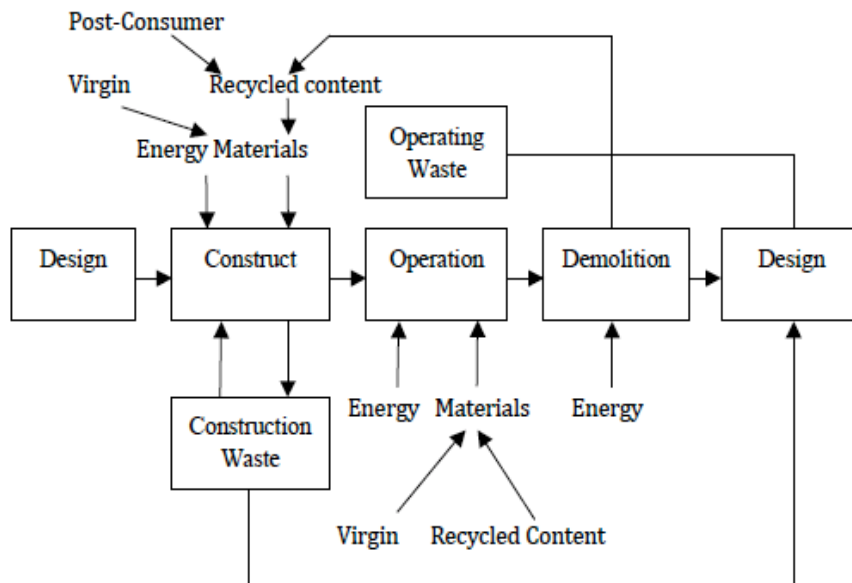 Post-Consumer
Virgin
Recycled content
Energy Materials
Operating
Waste
Design
Construct
Operation
Demolition
Design
Energy
Materials
Energy
Construction
Waste
Virgin
Recycled Content